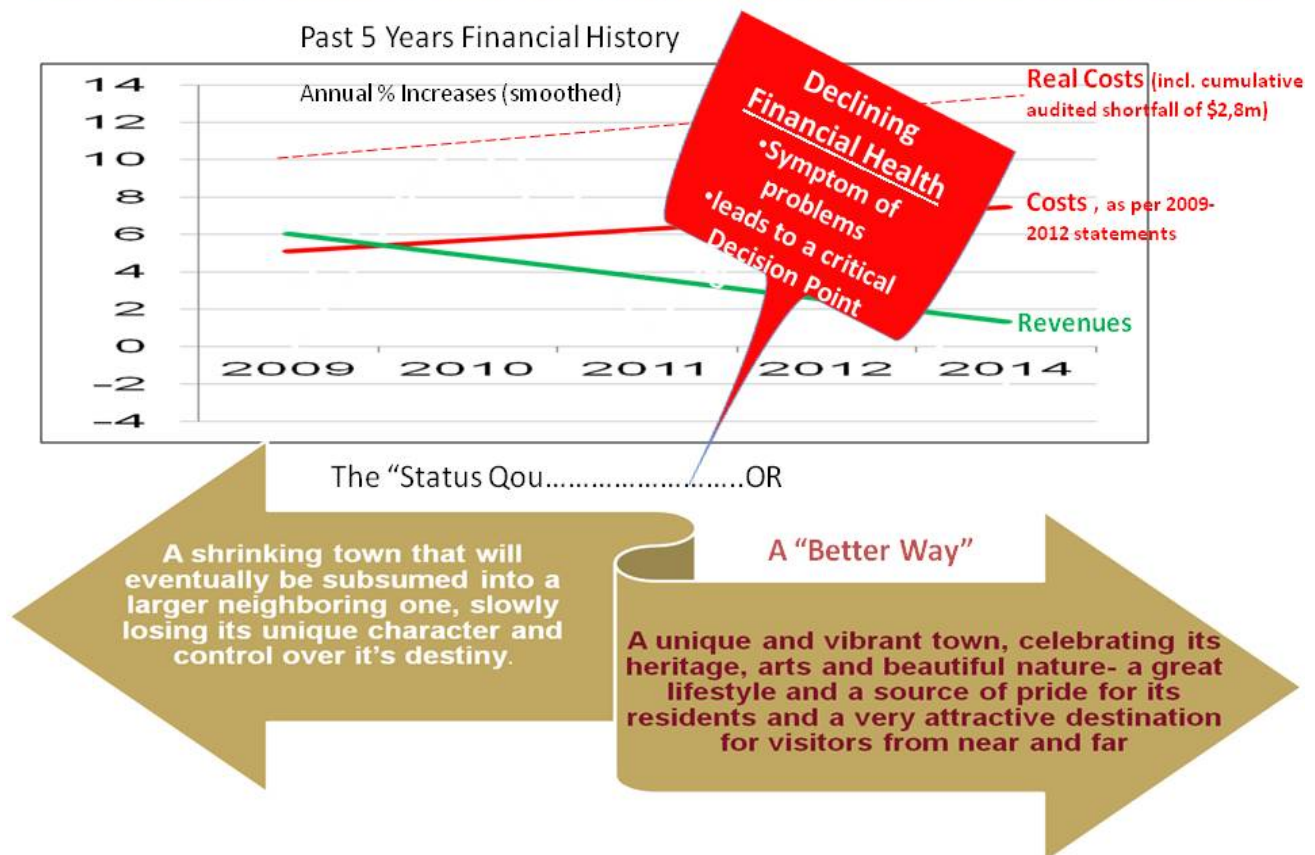 Past 5 Years Financial History
Annual % Increases (smoothed)
14
12
10
8
6
4
2
0
-2
-4
2009 2010 2011 2012 2014
Real Costs (incl. cumulative
audited shortfall of $2,8m)
Costs , as per 2009-
2012 statements
Revenues
Declining
Financial Health
•Symptom of
problems
•leads to a critical
Decision Point
The “Status Qou……………………..OR
A shrinking town that will
eventually be subsumed into a
larger neighboring one, slowly
losing its unique character and
control over it’s destiny.
A “Better Way”
A unique and vibrant town, celebrating its
heritage, arts and beautiful nature- a great
lifestyle and a source of pride for its
residents and a very attractive destination
for visitors from near and far